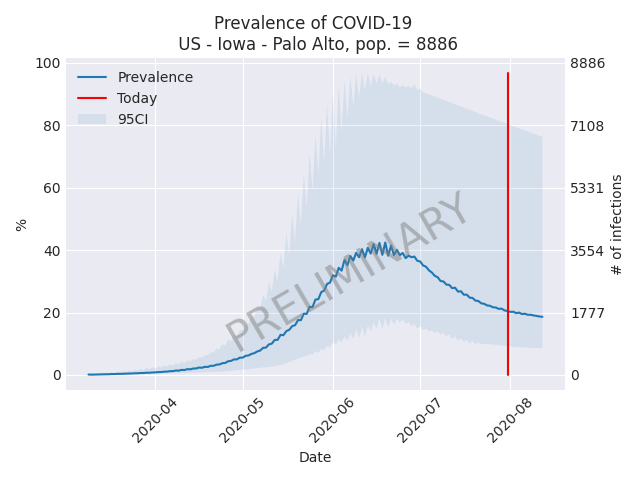 Prevalence of COVID-19
US - Iowa - Palo Alto, pop. = 8886
100
80
60
40
20
0
%
Prevalence
Today
95CI
PRELIMINARY
8886
7108
5331
3554
1777
0
# of infections
2020-04
2020-05
2020-06
2020-07
2020-08
Date